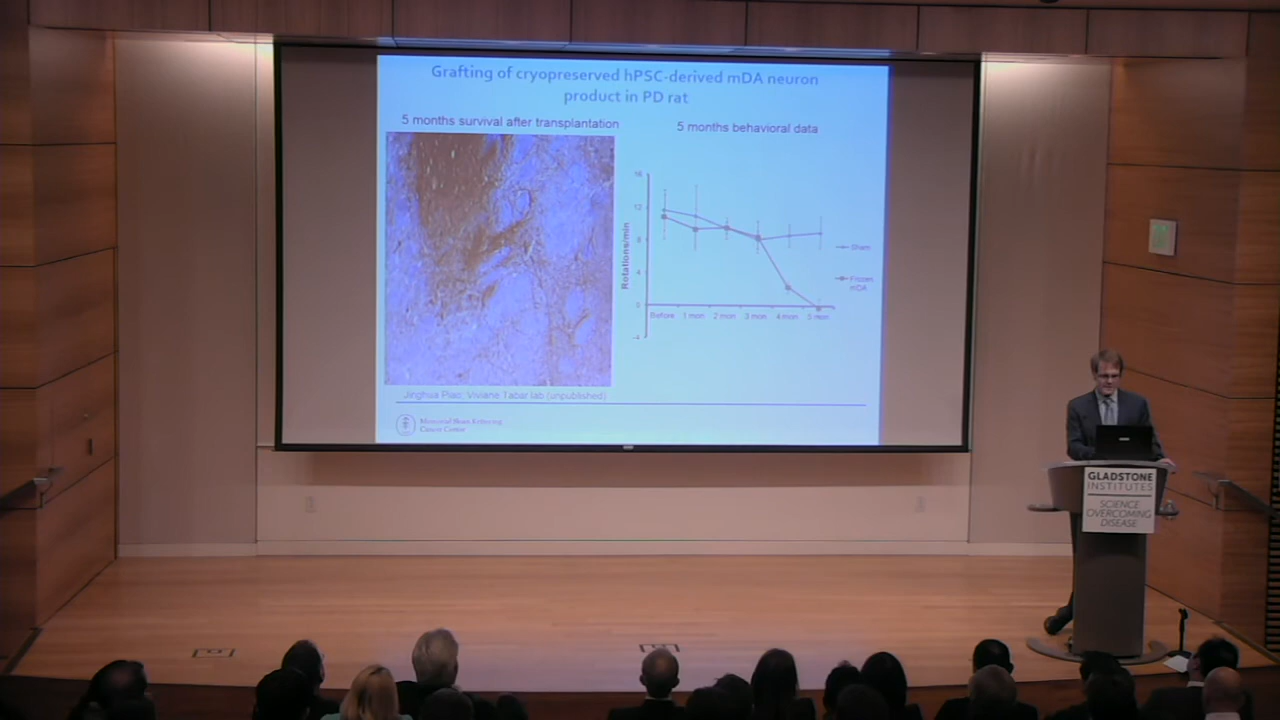 Grafting of cryopreserved hPSC-derived mDA neuron
product in PD rat
5 months survival after transplantation
5 months behavioral data
Rotations/min
16
12
8
4
0
-4
Before 1 mon 2 mon 3 mon 4 mon 5 mon
Sham
Frozen
mDA
Jinghua Piao, Viviane Tabar lab (unpublished)
Memorial Sloan Kettering
Cancer Center
GLADSTONE
INSTITUTES
SCIENCE
OVERCOMING
DISEASE